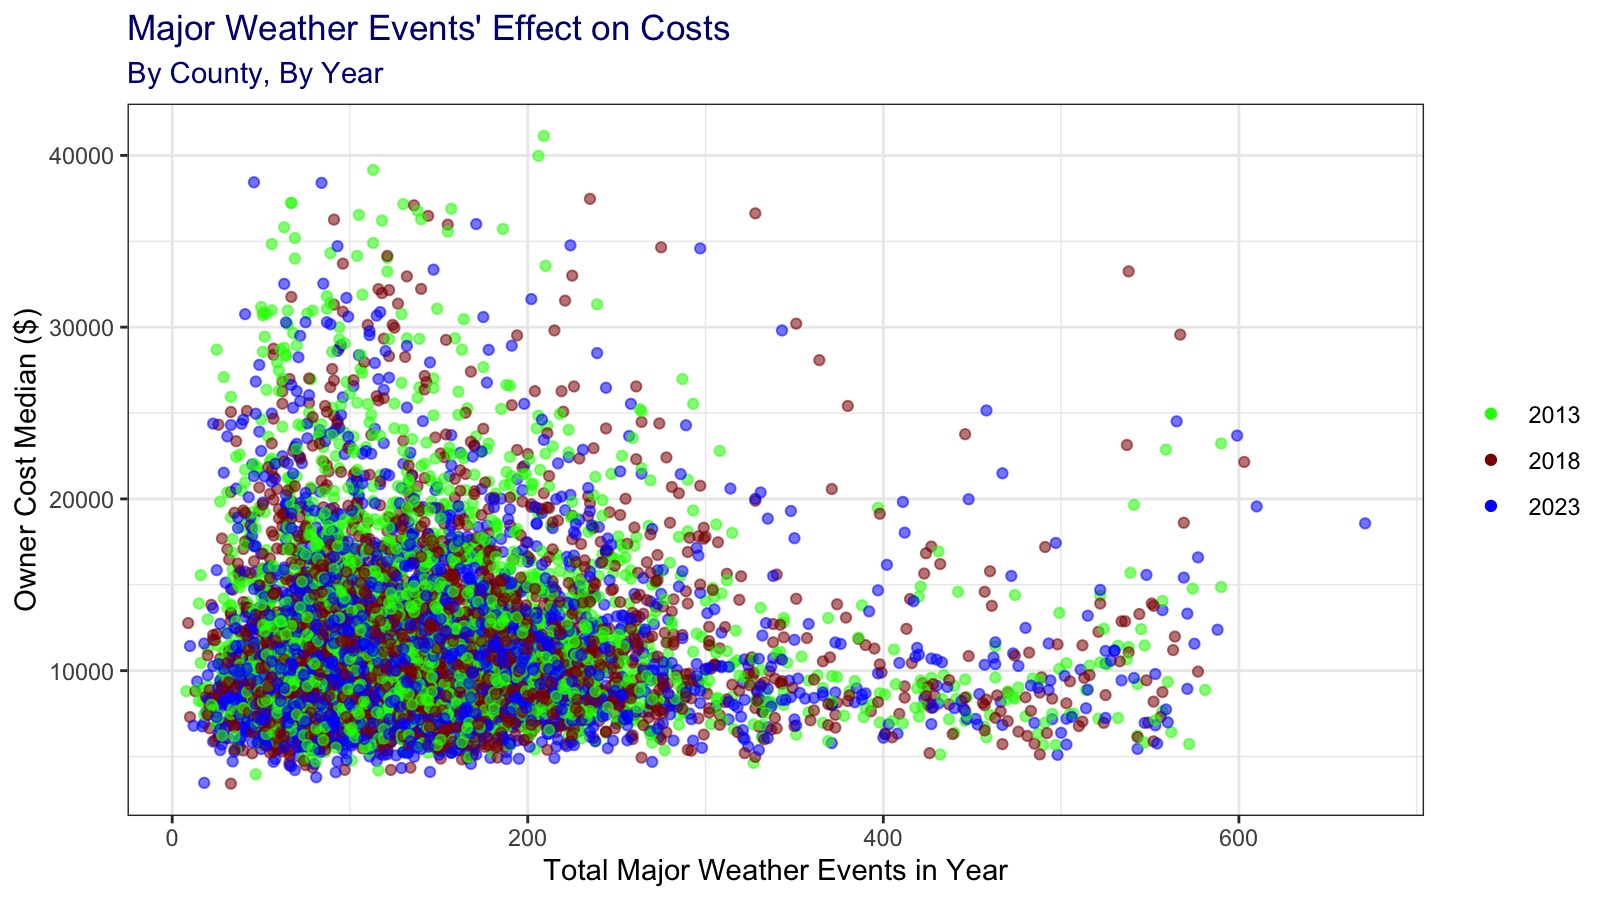 Major Weather Events' Effect on Costs
By County, By Year
Owner Cost Median ($)
40000
30000
20000
10000
0
200
400
600
Total Major Weather Events in Year
2013
2018
2023